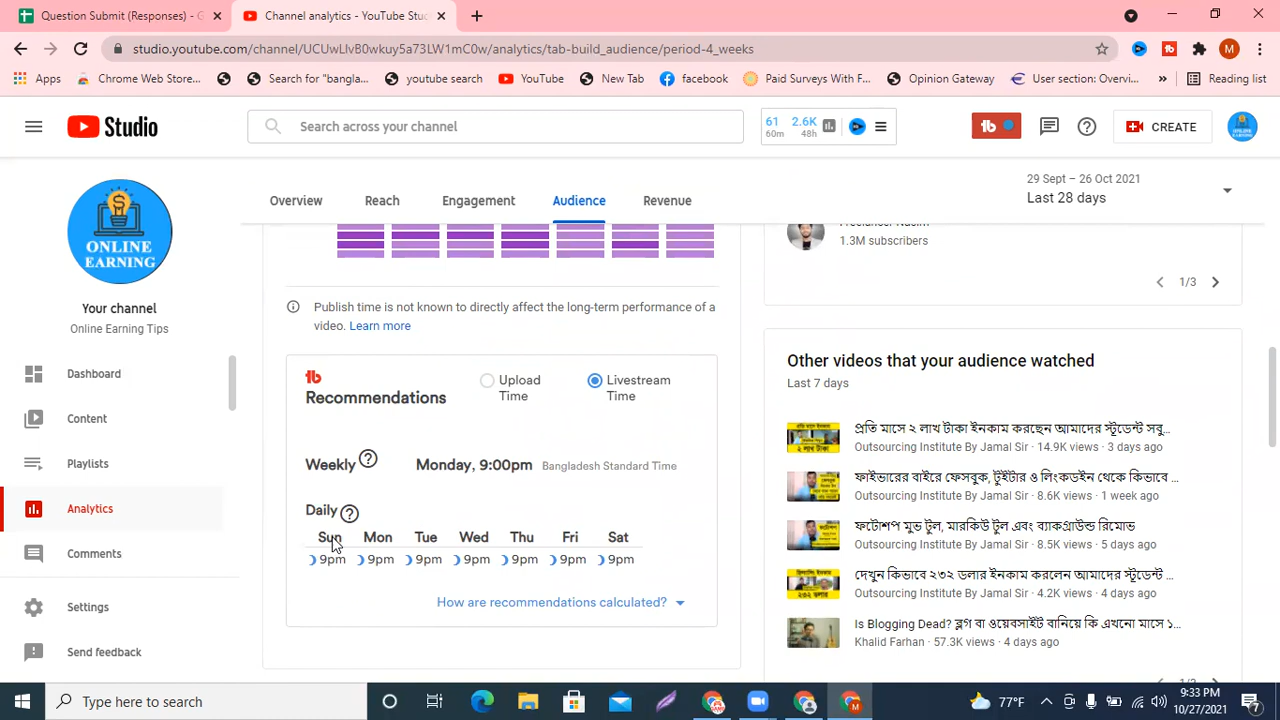 Question Submit (Responses) - G
Channel analytics - YouTube Stu
studio.youtube.com/channel/UCUwLlvB0wkuy5a73LW1mC0w/analytics/tab-build_audience/period-4_weeks
M
Apps
Chrome Web Store...
Search for "bangla...
youtube search
YouTube
New Tab
facebook
Paid Surveys With F...
Opinion Gateway
User section: Overvi...
»
Reading list
Studio
Search across your channel
61
60m
2.6K
48h
tb
CREATE
29 Sept – 26 Oct 2021
Last 28 days
Overview
Reach
Engagement
Audience
Revenue
ONLINE
EARNING
Your channel
Online Earning Tips
Dashboard
Content
Playlists
Analytics
Comments
Settings
Send feedback
Publish time is not known to directly affect the long-term performance of a
video. Learn more
tb
Recommendations
Upload
Time
Livestream
Time
Weekly
Monday, 9:00pm
Bangladesh Standard Time
Daily
Sun Mon Tue Wed Thu Fri Sat
9pm 9pm 9pm 9pm 9pm 9pm 9pm
How are recommendations calculated?
1.3M subscribers
1/3
Other videos that your audience watched
Last 7 days
প্রতি মাসে ২ লাখ টাকা ইনকাম করছেন আমাদের স্টুডেন্ট সবু...
Outsourcing Institute By Jamal Sir · 14.9K views · 3 days ago
ফাইভারের বাইরে ফেসবুক, টুইটার ও লিংকডইন থেকে কিভাবে ...
Outsourcing Institute By Jamal Sir · 8.6K views · 1 week ago
ফটোশপ মুভ টুল, মারকিউ টুল এবং ব্যাকগ্রাউন্ড রিমোভ
Outsourcing Institute By Jamal Sir · 8.5K views · 5 days ago
দেখুন কিভাবে ২৩২ ডলার ইনকাম করলেন আমাদের স্টুডেন্ট ...
Outsourcing Institute By Jamal Sir · 4.2K views · 4 days ago
Is Blogging Dead? ব্লগ বা ওয়েবসাইট বানিয়ে কি এখনো মাসে ১...
Khalid Farhan · 57.3K views · 4 days ago
Type here to search
77°F
9:33 PM
10/27/2021
7